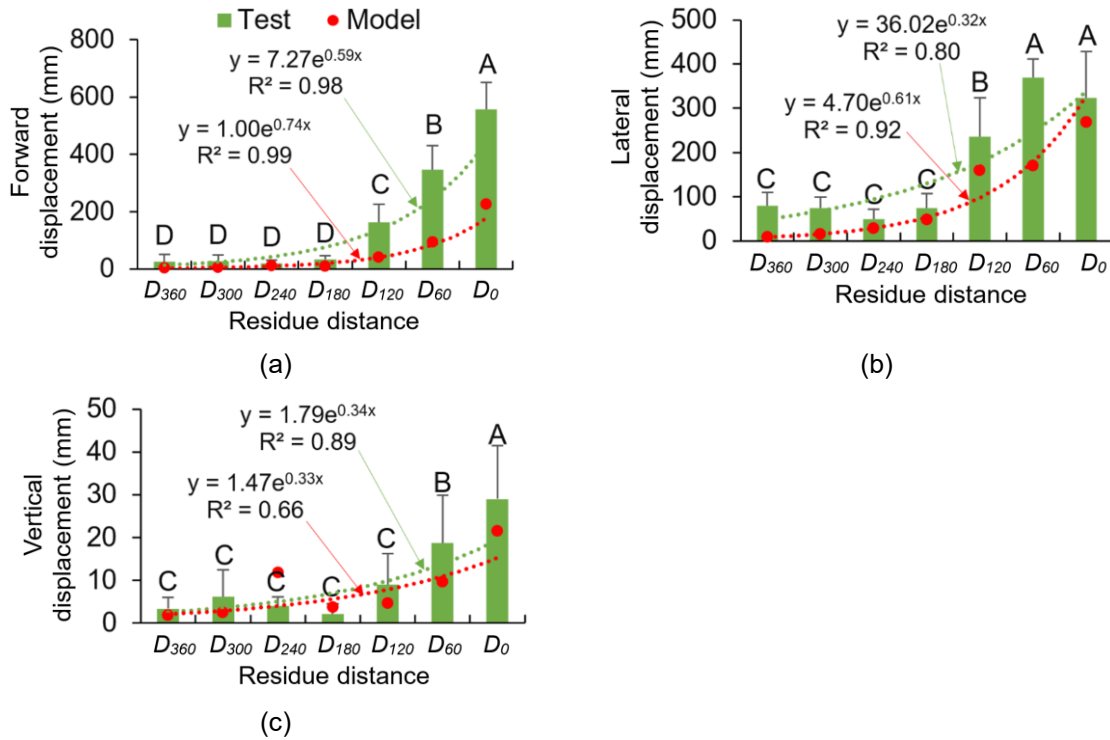 Test Model
800
600
400
200
0
Forward
displacement (mm)
y = 7.27e^0.59x
R² = 0.98
y = 1.00e^0.74x
R² = 0.99
D D D D C B A
D360 D300 D240 D180 D120 D60 D0
Residue distance
(a)
500
400
300
200
100
0
Lateral
displacement (mm)
y = 36.02e^0.32x
R² = 0.80
y = 4.70e^0.61x
R² = 0.92
C C C C B A A
D360 D300 D240 D180 D120 D60 D0
Residue distance
(b)
50
40
30
20
10
0
Vertical
displacement (mm)
y = 1.79e^0.34x
R² = 0.89
y = 1.47e^0.33x
R² = 0.66
C C C C C B A
D360 D300 D240 D180 D120 D60 D0
Residue distance
(c)